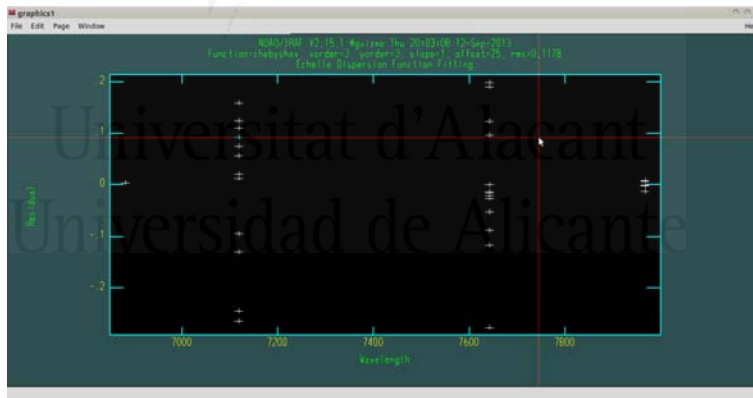 graphics1
File Edit Page Window
He
NOAO/IRAF V2.15.1 Thu 20:03:08 12-Sep-2013
Function=chebyshev, xorder=3, yorder=3, slope=1, offset=25, rms=0.1178
Echelle Dispersion Function Fitting
.2
.1
0
-.1
-.2
Residual
7000 7200 7400 7600 7800
Wavelength
Universitat d'Alacant
Universidad de Alicante